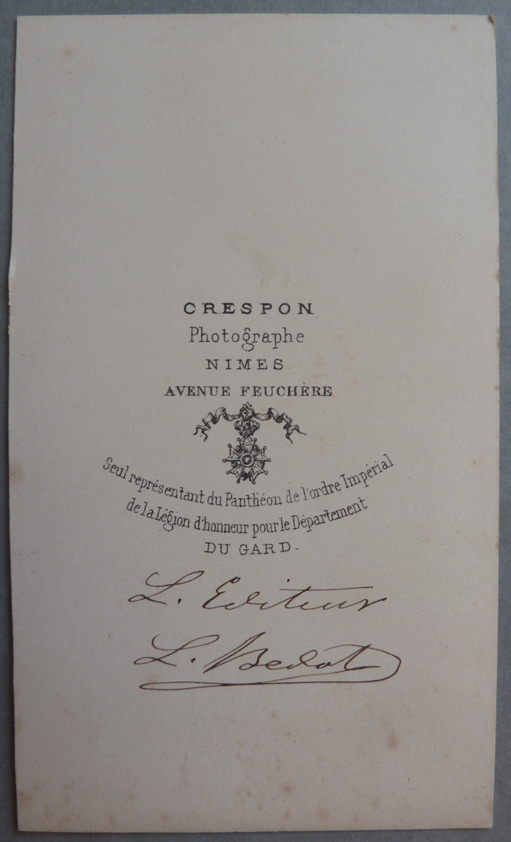 CRESPON
Photographe
NIMES
AVENUE FEUCHÈRE
Seul représentant du Panthéon de l'ordre Impérial
de la Légion d'honneur pour le Département
DU GARD.
L. Editeur
L. Bedot